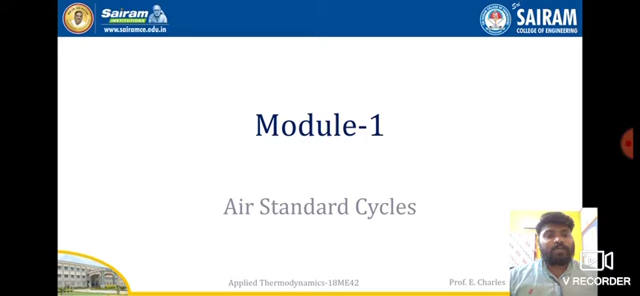 Sairam
INSTITUTIONS
www.sairamce.edu.in
Sri
SAIRAM
COLLEGE OF ENGINEERING
Module-1
Air Standard Cycles
Applied Thermodynamics-18ME42
Prof. E. Charles
V RECORDER